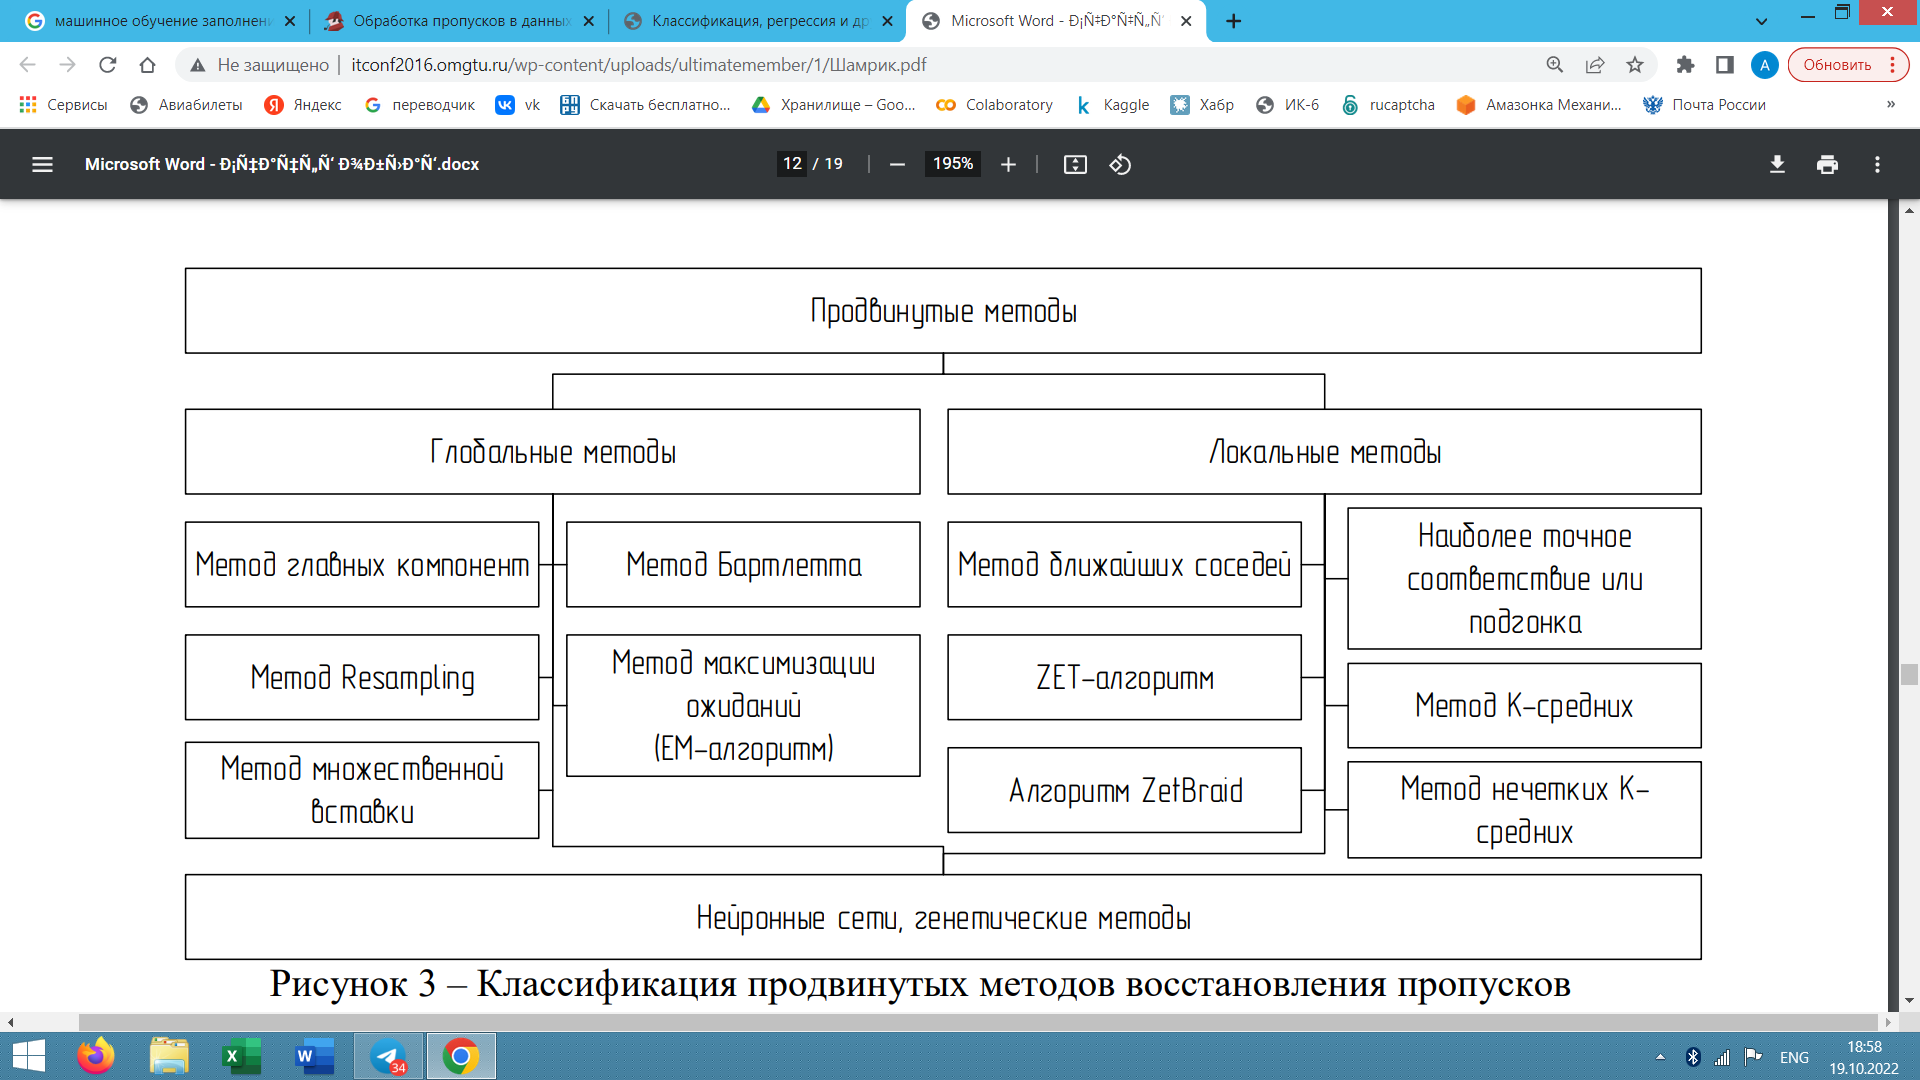 машинное обучение заполнени
Обработка пропусков в данных
Классификация, регрессия и др
Microsoft Word - Ð¡Ñ‡Ð°Ñ‡Ñ„Ñ‘
Не защищено
itconf2016.omgtu.ru/wp-content/uploads/ultimatemember/1/Шамрик.pdf
A
Обновить
Сервисы
Авиабилеты
Яндекс
переводчик
vk
Скачать бесплатно...
Хранилище – Goo...
Colaboratory
Kaggle
Хабр
ИК-6
rucaptcha
Амазонка Механи...
Почта России
»
Microsoft Word - Ð¡Ñ‡Ð°Ñ‡Ñ„Ñ‘ Ð¾Ð±Ñ›Ð°Ñ‘.docx
12 / 19
195%
Продвинутые методы
Глобальные методы
Локальные методы
Метод главных компонент
Метод Бартлетта
Метод Resampling
Метод максимизации
ожиданий
(EM-алгоритм)
Метод множественной
вставки
Метод ближайших соседей
Наиболее точное
соответствие или
подгонка
ZET-алгоритм
Метод K-средних
Алгоритм ZetBraid
Метод нечетких K-
средних
Нейронные сети, генетические методы
Рисунок 3 – Классификация продвинутых методов восстановления пропусков
34
ENG
18:58
19.10.2022